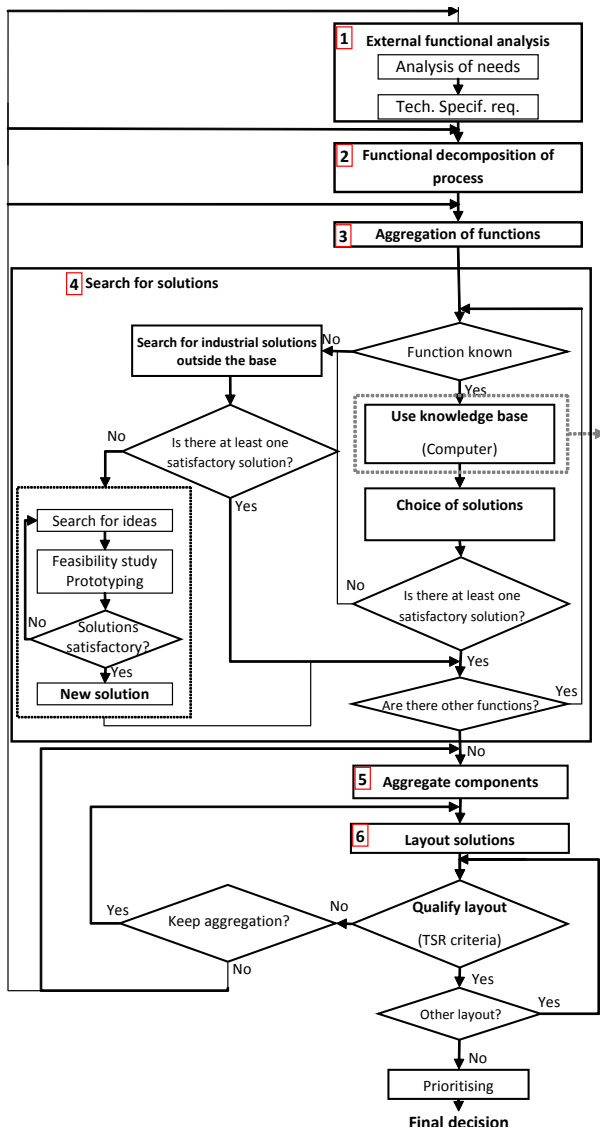 1
External functional analysis
Analysis of needs
Tech. Specif. req.
2
Functional decomposition of
process
3
Aggregation of functions
4
Search for solutions
Search for industrial solutions
outside the base
No
Function known
Yes
Use knowledge base
(Computer)
No
Is there at least one
satisfactory solution?
Yes
Choice of solutions
Search for ideas
Feasibility study
Prototyping
No
Solutions
satisfactory?
Yes
New solution
No
Is there at least one
satisfactory solution?
Yes
Are there other functions?
Yes
No
5
Aggregate components
6
Layout solutions
Qualify layout
(TSR criteria)
No
Keep aggregation?
Yes
No
Yes
Other layout?
Yes
No
Prioritising
Final decision